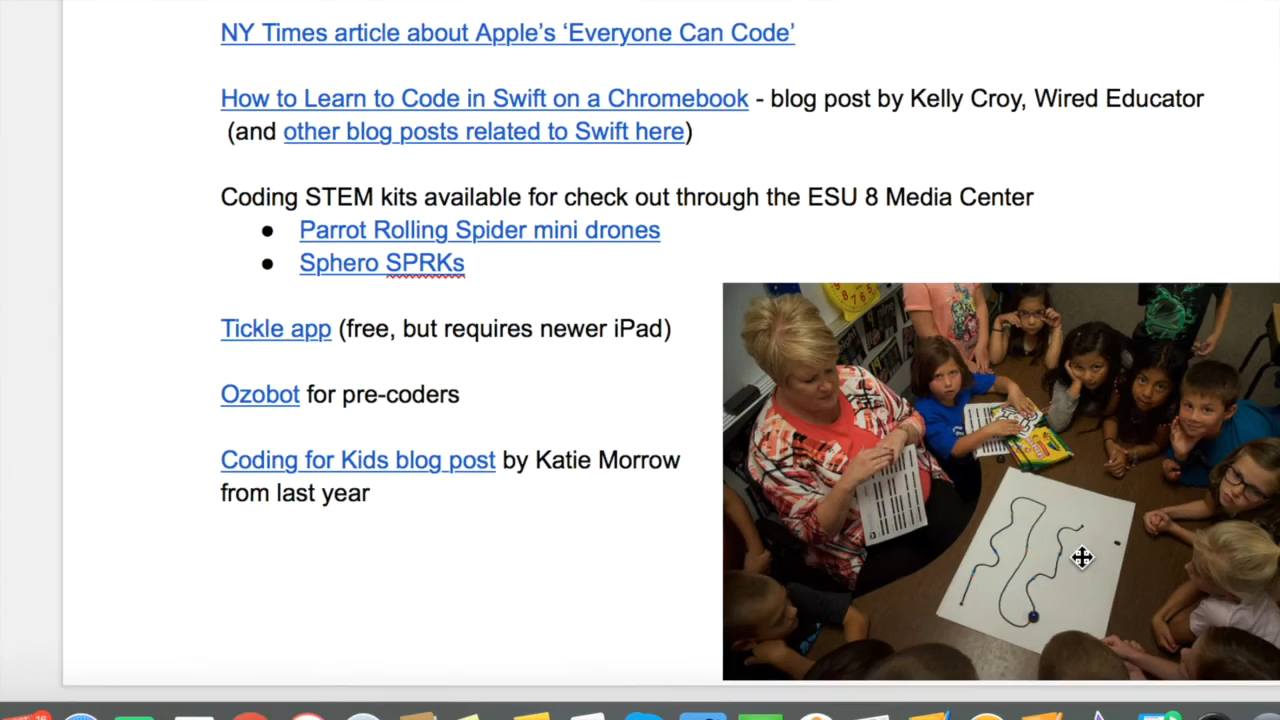 NY Times article about Apple’s ‘Everyone Can Code’
How to Learn to Code in Swift on a Chromebook - blog post by Kelly Croy, Wired Educator
(and other blog posts related to Swift here)
Coding STEM kits available for check out through the ESU 8 Media Center
● Parrot Rolling Spider mini drones
● Sphero SPRKs
Tickle app (free, but requires newer iPad)
Ozobot for pre-coders
Coding for Kids blog post by Katie Morrow
from last year